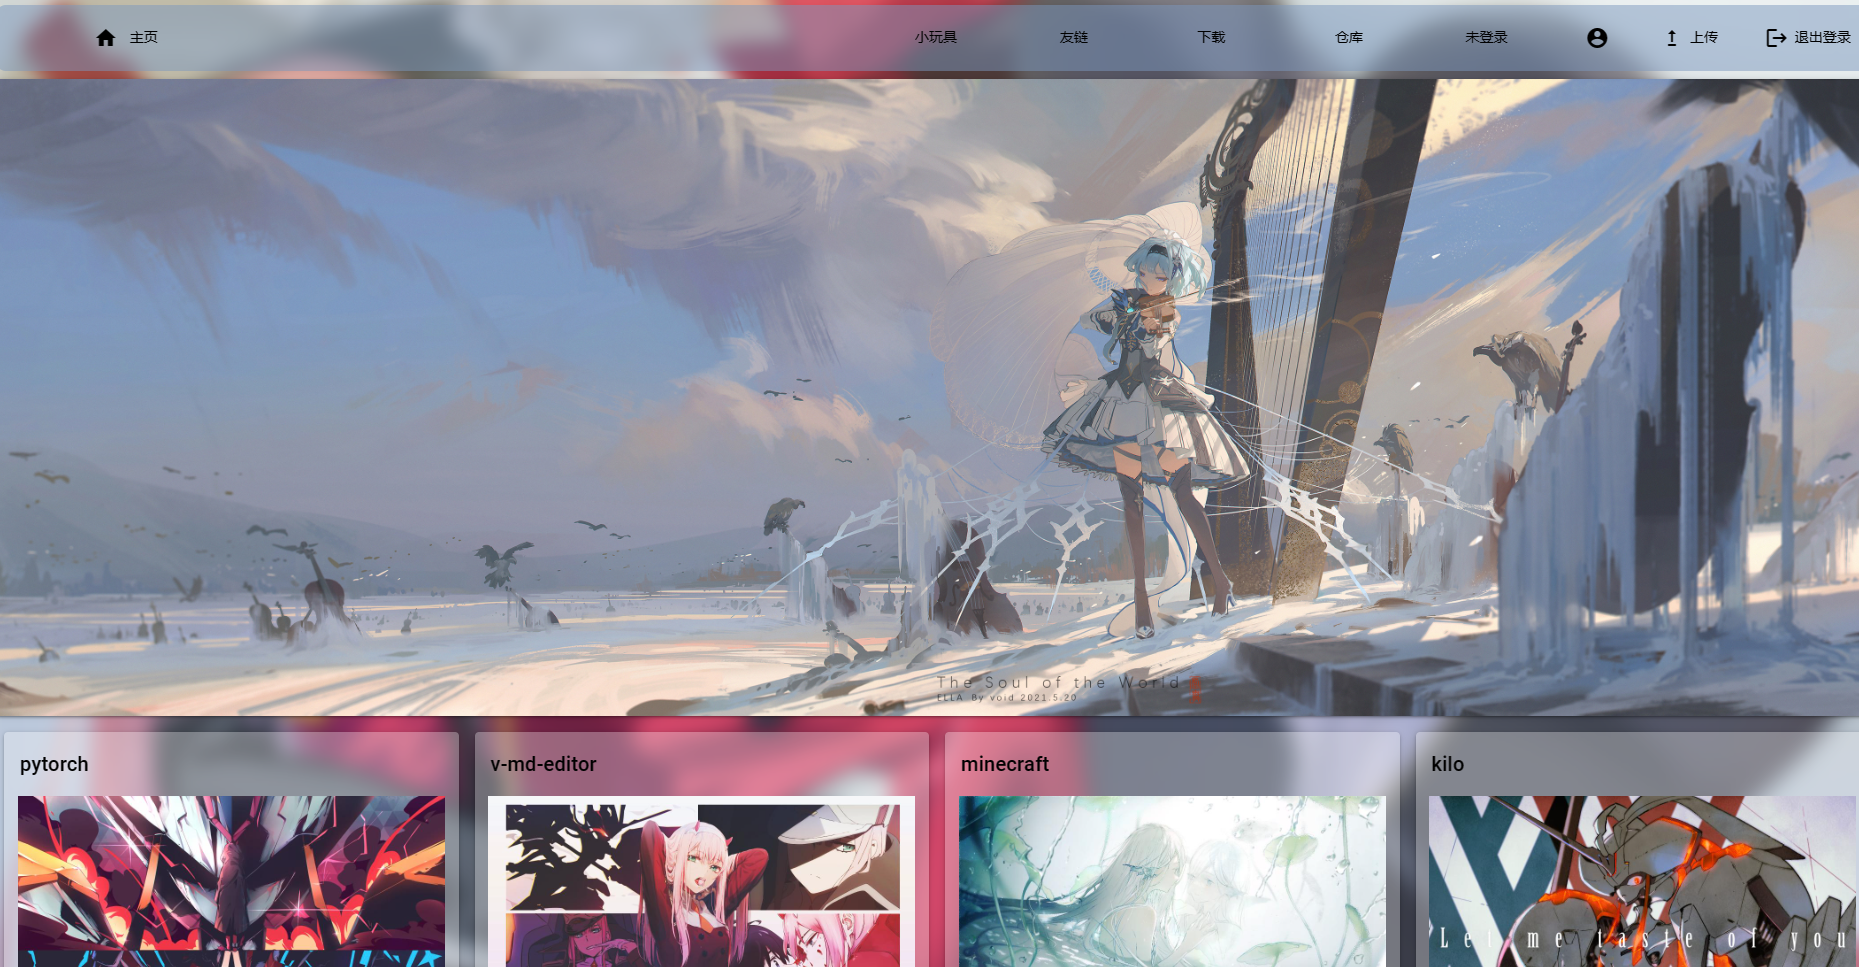 主页 小玩具 友链 下载 仓库 未登录 上传 退出登录
The Soul of the World
ELLA By void 2021.5.20
pytorch v-md-editor minecraft kilo
Let me taste of you